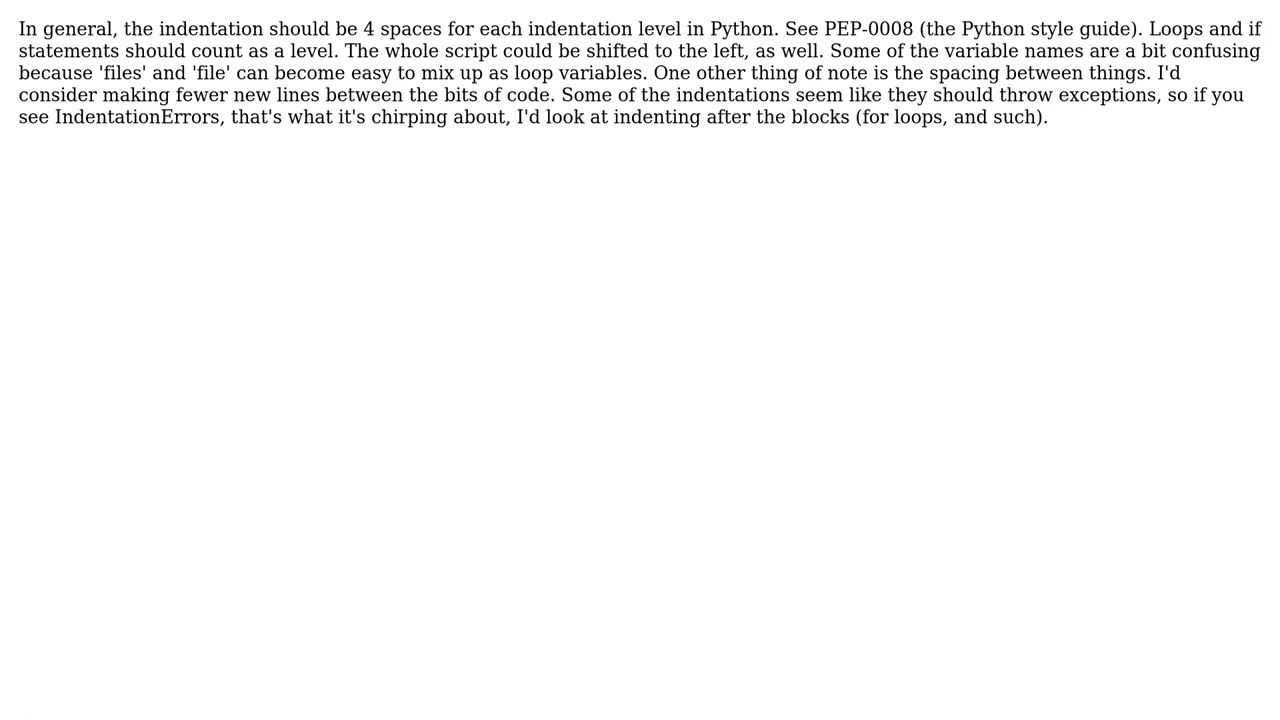 In general, the indentation should be 4 spaces for each indentation level in Python. See PEP-0008 (the Python style guide). Loops and if
statements should count as a level. The whole script could be shifted to the left, as well. Some of the variable names are a bit confusing
because 'files' and 'file' can become easy to mix up as loop variables. One other thing of note is the spacing between things. I'd
consider making fewer new lines between the bits of code. Some of the indentations seem like they should throw exceptions, so if you
see IndentationErrors, that's what it's chirping about, I'd look at indenting after the blocks (for loops, and such).